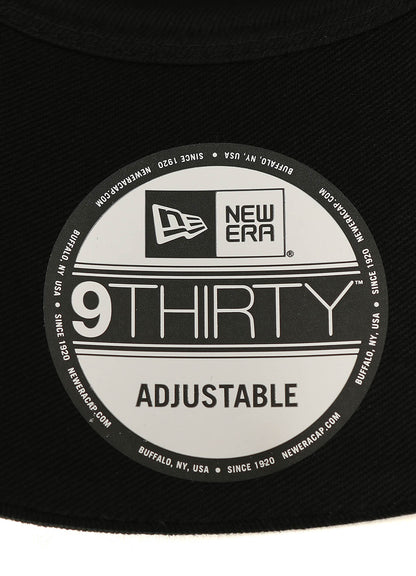 NEW
ERA®
9THIRTY™
ADJUSTABLE
BUFFALO, NY, USA • SINCE 1920 NEWERACAP.COM
BUFFALO, NY, USA • SINCE 1920 NEWERACAP.COM
BUFFALO, NY, USA • SINCE 1920 NEWERACAP.COM
BUFFALO, NY, USA • SINCE 1920 NEWERACAP.COM